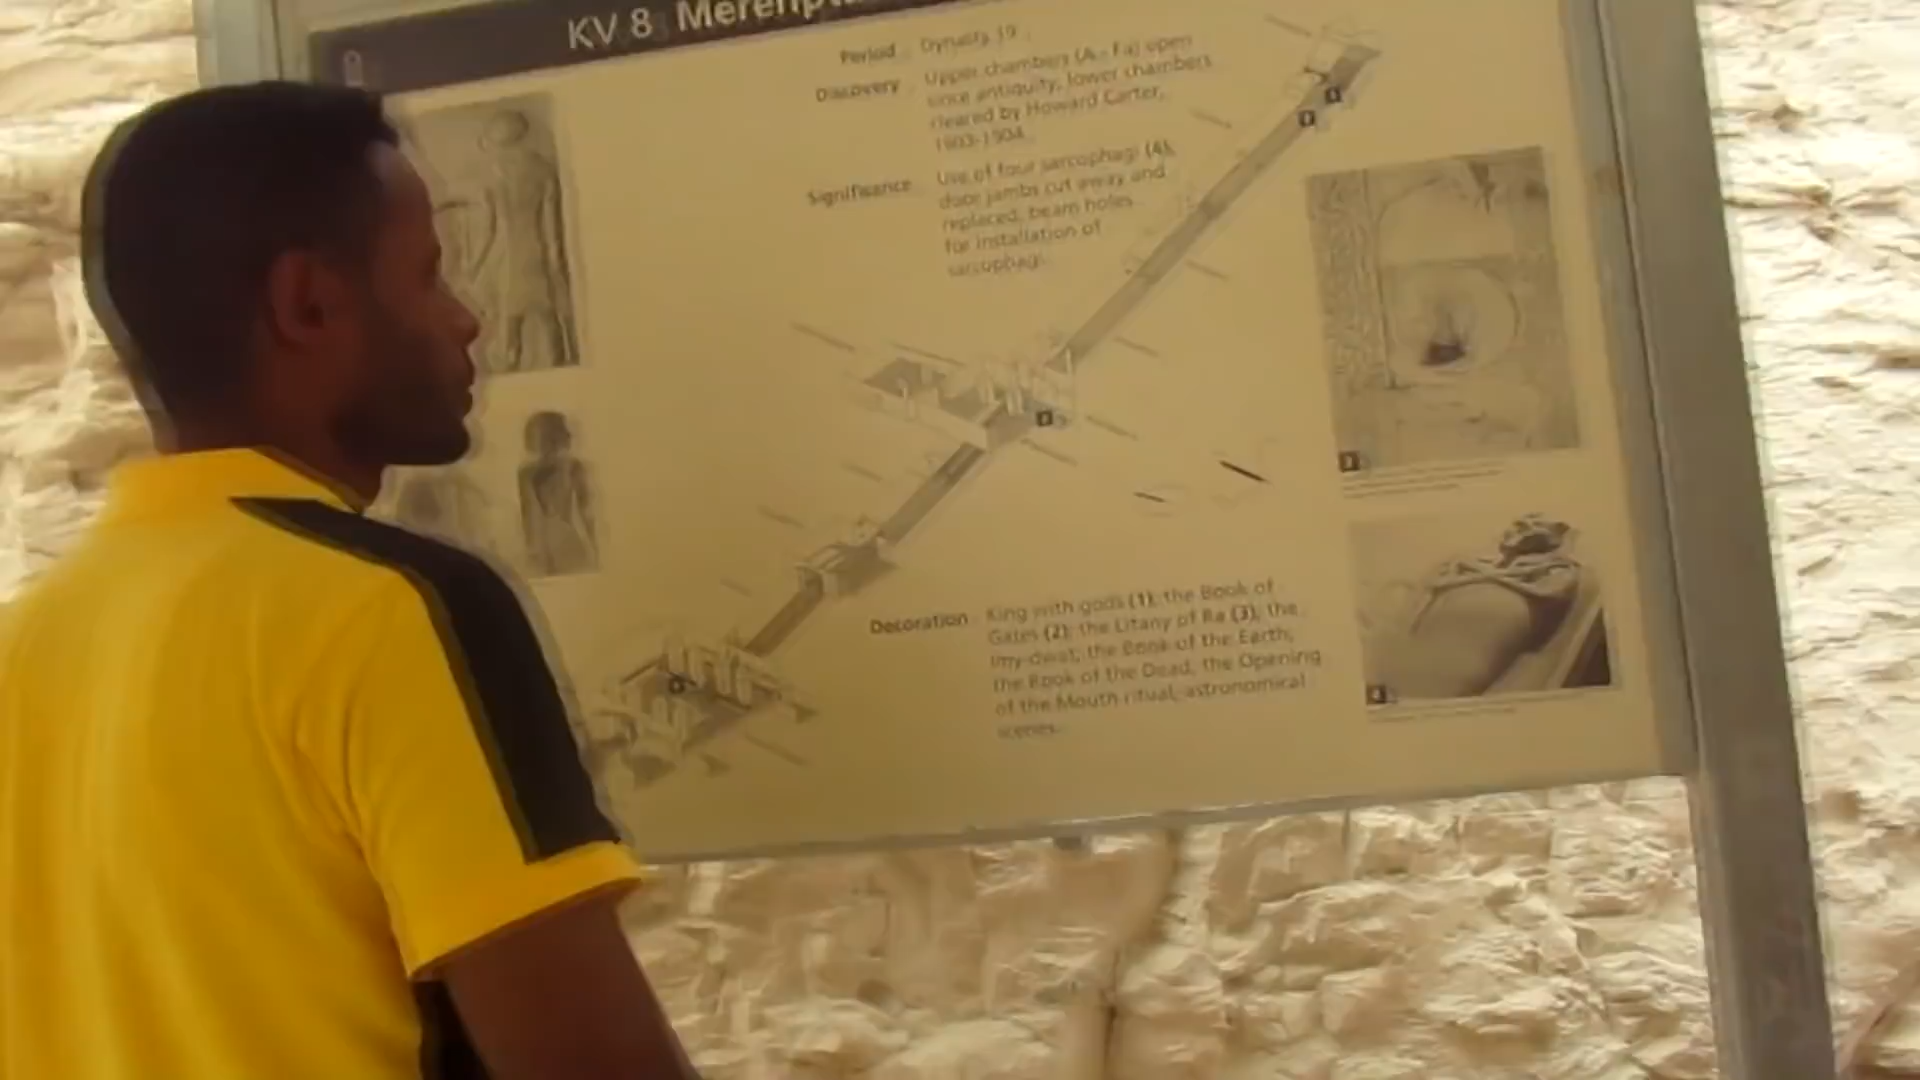 KV 8 Merenpta
Period Dynasty 19
Discovery Upper chambers (A - Fa) open
since antiquity, lower chambers
cleared by Howard Carter,
1903-1904.
Significance Use of four sarcophagi (4),
door jambs cut away and
replaced, beam holes
for installation of
sarcophagi.
Decoration King with gods (1); the Book of
Gates (2); the Litany of Ra (3); the
Imy-dwat; the Book of the Earth;
the Book of the Dead, the Opening
of the Mouth ritual; astronomical
scenes.